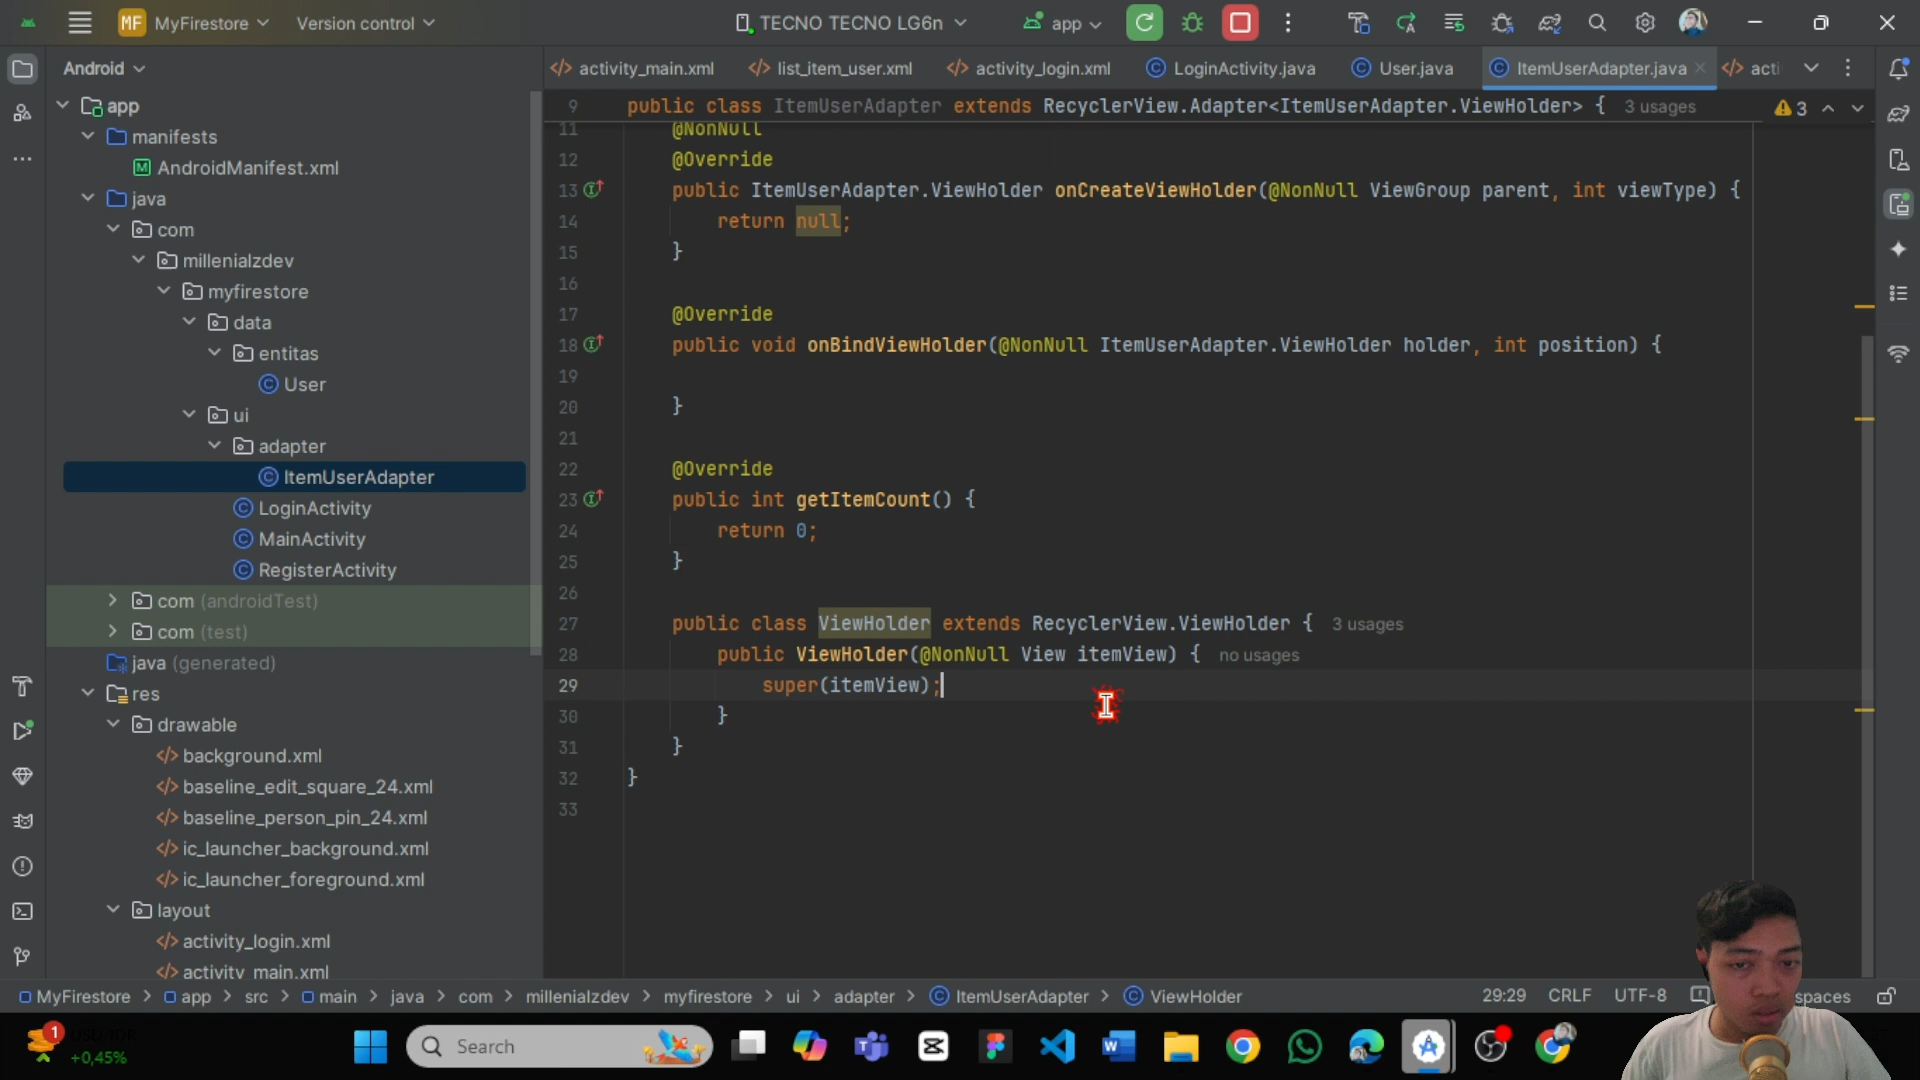 MF MyFirestore Version control TECNO TECNO LG6n app
Android
activity_main.xml list_item_user.xml activity_login.xml LoginActivity.java User.java ItemUserAdapter.java acti
app
manifests
AndroidManifest.xml
java
com
millenialzdev
myfirestore
data
entitas
User
ui
adapter
ItemUserAdapter
LoginActivity
MainActivity
RegisterActivity
com (androidTest)
com (test)
java (generated)
res
drawable
background.xml
baseline_edit_square_24.xml
baseline_person_pin_24.xml
ic_launcher_background.xml
ic_launcher_foreground.xml
layout
activity_login.xml
activity_main.xml
9 public class ItemUserAdapter extends RecyclerView.Adapter<ItemUserAdapter.ViewHolder> { 3 usages 3
11 @NonNull
12 @Override
13 public ItemUserAdapter.ViewHolder onCreateViewHolder(@NonNull ViewGroup parent, int viewType) {
14 return null;
15 }
16
17 @Override
18 public void onBindViewHolder(@NonNull ItemUserAdapter.ViewHolder holder, int position) {
19
20 }
21
22 @Override
23 public int getItemCount() {
24 return 0;
25 }
26
27 public class ViewHolder extends RecyclerView.ViewHolder { 3 usages
28 public ViewHolder(@NonNull View itemView) { no usages
29 super(itemView);
30 }
31 }
32 }
33
MyFirestore > app > src > main > java > com > millenialzdev > myfirestore > ui > adapter > ItemUserAdapter > ViewHolder 29:29 CRLF UTF-8 spaces
1 USD/IDR
+0,45%
Search